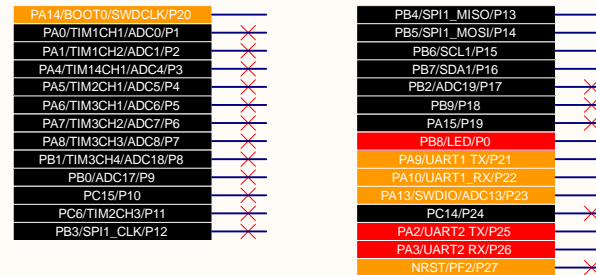 PA14/BOOT0/SWDCLK/P20
PA0/TIM1CH1/ADC0/P1
PA1/TIM1CH2/ADC1/P2
PA4/TIM14CH1/ADC4/P3
PA5/TIM2CH1/ADC5/P4
PA6/TIM3CH1/ADC6/P5
PA7/TIM3CH2/ADC7/P6
PA8/TIM3CH3/ADC8/P7
PB1/TIM3CH4/ADC18/P8
PB0/ADC17/P9
PC15/P10
PC6/TIM2CH3/P11
PB3/SPI1_CLK/P12
PB4/SPI1_MISO/P13
PB5/SPI1_MOSI/P14
PB6/SCL1/P15
PB7/SDA1/P16
PB2/ADC19/P17
PB9/P18
PA15/P19
PB8/LED/P0
PA9/UART1 TX/P21
PA10/UART1_RX/P22
PA13/SWDIO/ADC13/P23
PC14/P24
PA2/UART2 TX/P25
PA3/UART2 RX/P26
NRST/PF2/P27